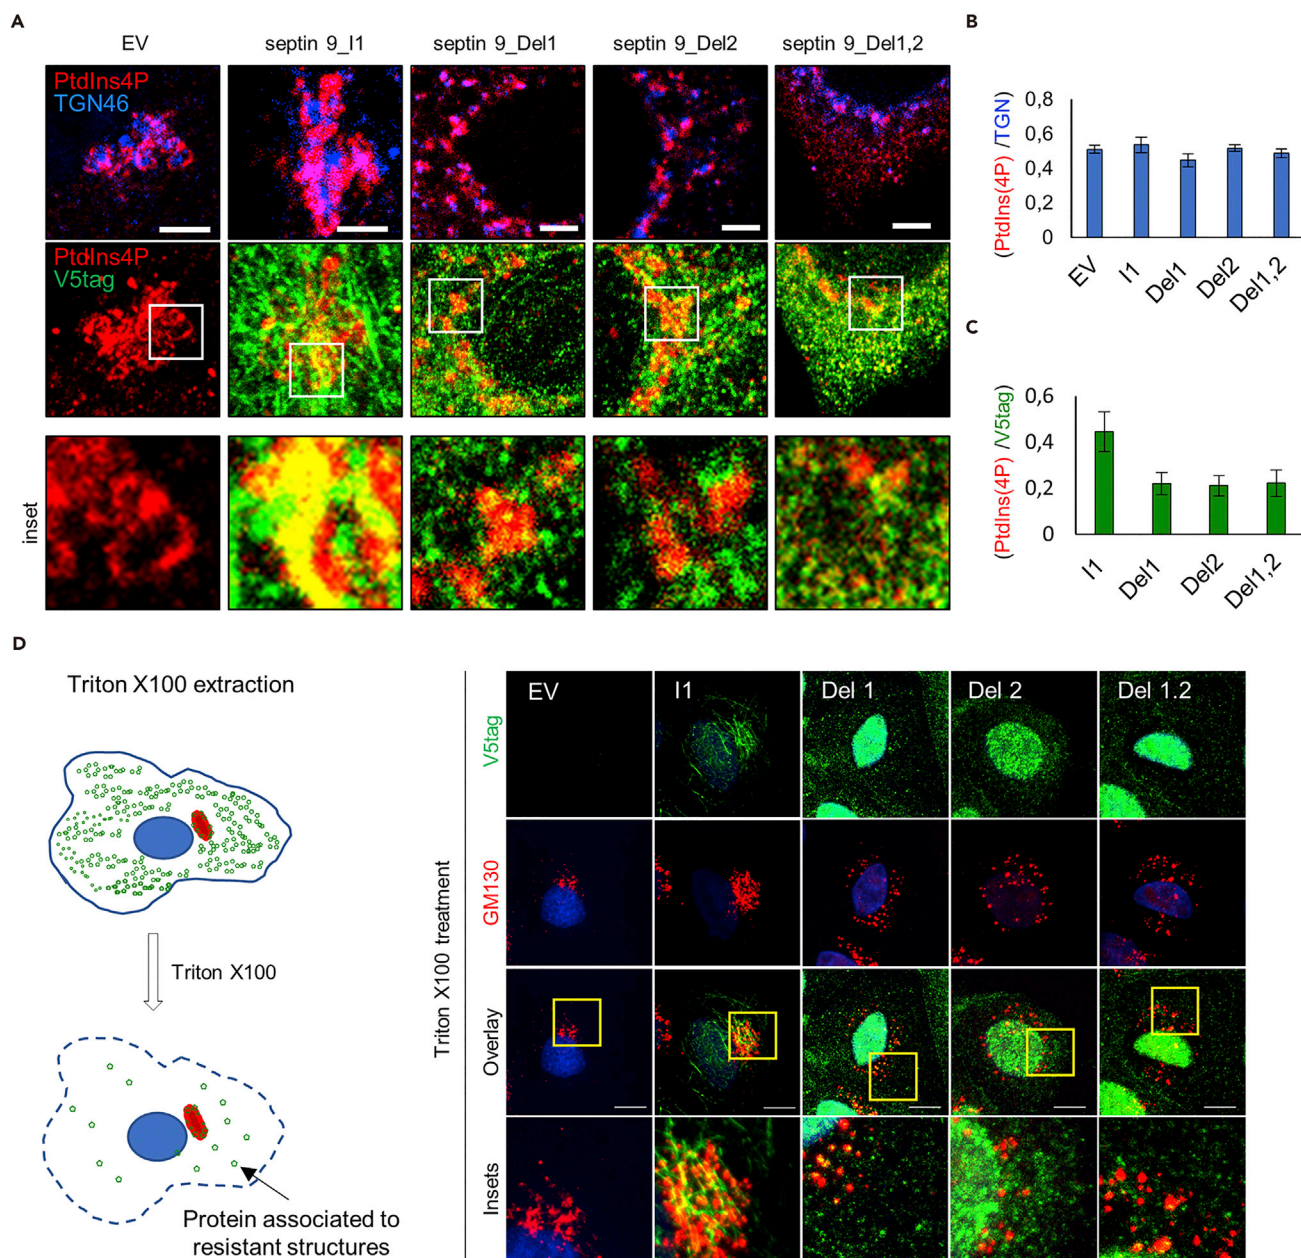 A
EV
septin 9_I1
septin 9_Del1
septin 9_Del2
septin 9_Del1,2
PtdIns4P
TGN46
PtdIns4P
V5tag
inset
B
(PtdIns(4P) /TGN)
0,8
0,6
0,4
0,2
0
EV
I1
Del1
Del2
Del1,2
C
(PtdIns(4P) /V5tag
0,6
0,4
0,2
0
I1
Del1
Del2
Del1,2
D
Triton X100 extraction
Triton X100
Protein associated to
resistant structures
Triton X100 treatment
V5tag
GM130
Overlay
Insets
EV
I1
Del 1
Del 2
Del 1.2